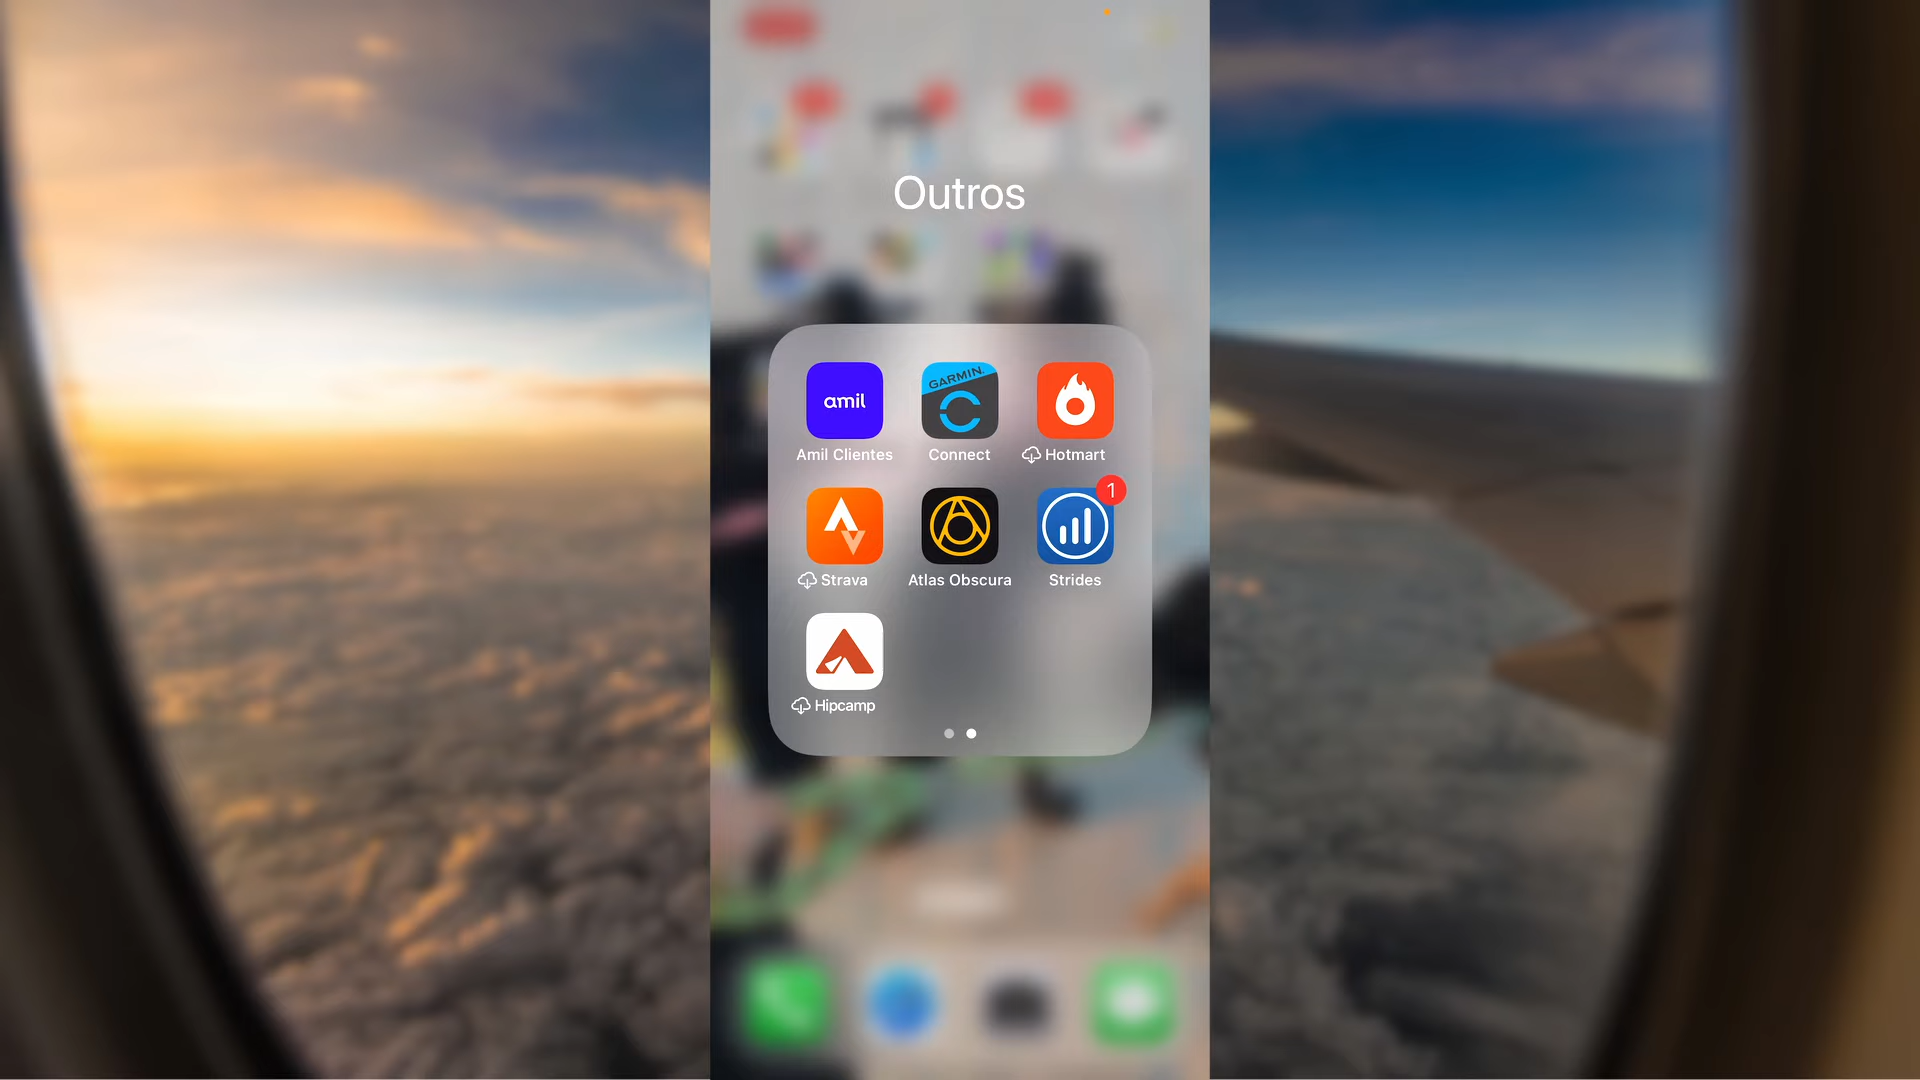 Outros
amil
GARMIN.
Amil Clientes
Connect
Hotmart
1
Strava
Atlas Obscura
Strides
Hipcamp